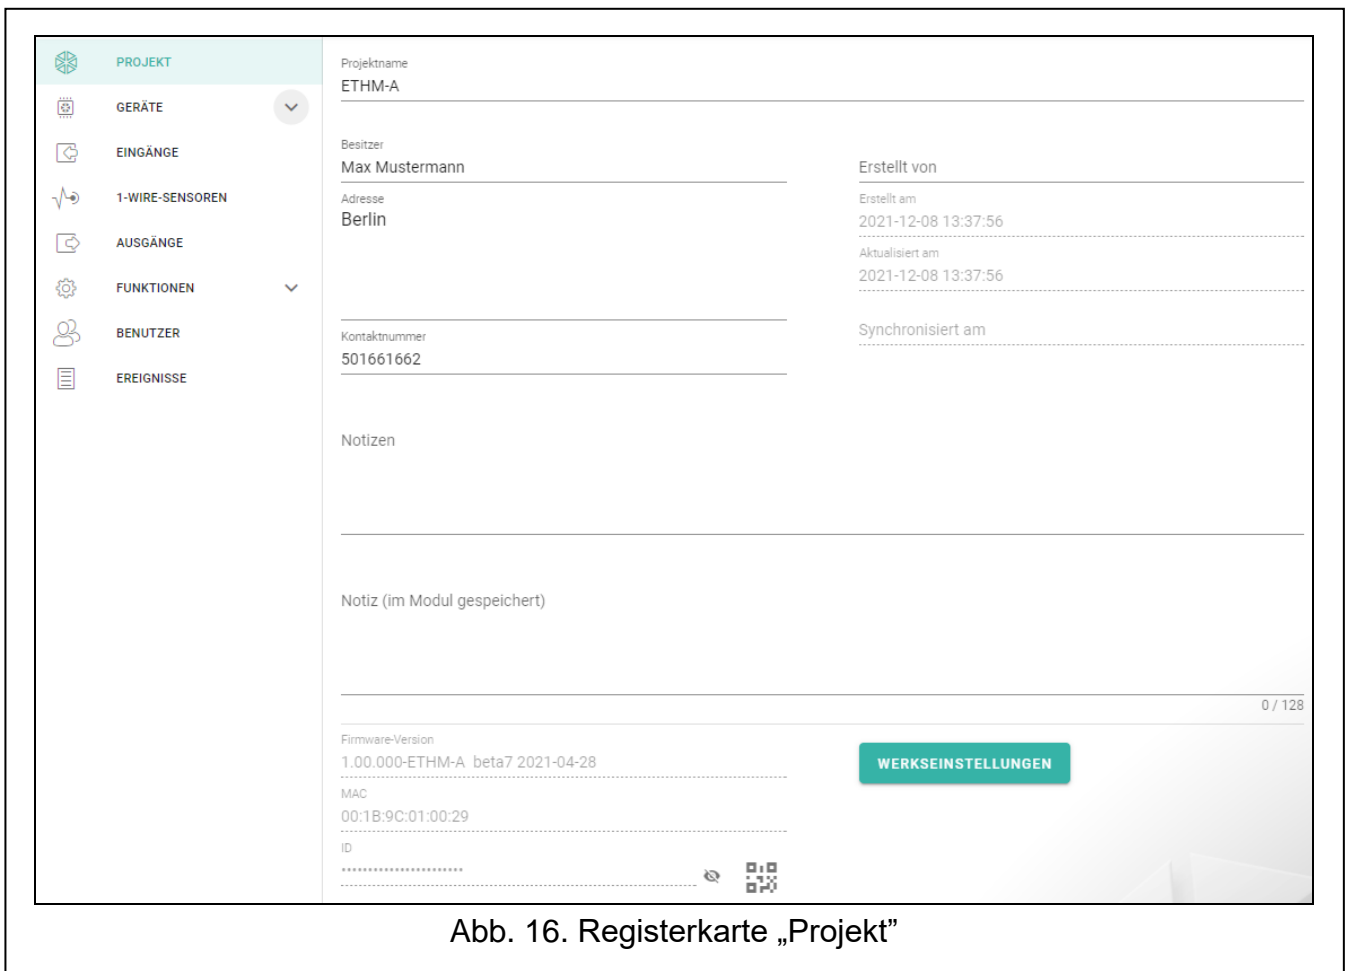 PROJEKT
GERÄTE
EINGÄNGE
1-WIRE-SENSOREN
AUSGÄNGE
FUNKTIONEN
BENUTZER
EREIGNISSE
Projektname
ETHM-A
Besitzer
Max Mustermann
Erstellt von
Adresse
Berlin
Erstellt am
2021-12-08 13:37:56
Aktualisiert am
2021-12-08 13:37:56
Synchronisiert am
Kontaktnummer
501661662
Notizen
Notiz (im Modul gespeichert)
0 / 128
Firmware-Version
1.00.000-ETHM-A beta7 2021-04-28
WERKSEINSTELLUNGEN
MAC
00:1B:9C:01:00:29
ID
•••••••••••••••••••••••
Abb. 16. Registerkarte „Projekt”